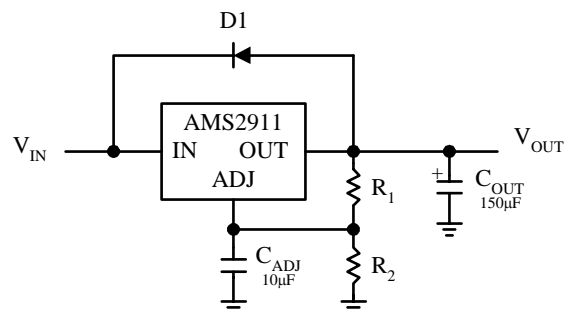 D1
AMS2911
V_IN
IN OUT
V_OUT
ADJ
R_1
+
C_OUT
150µF
C_ADJ
10µF
R_2